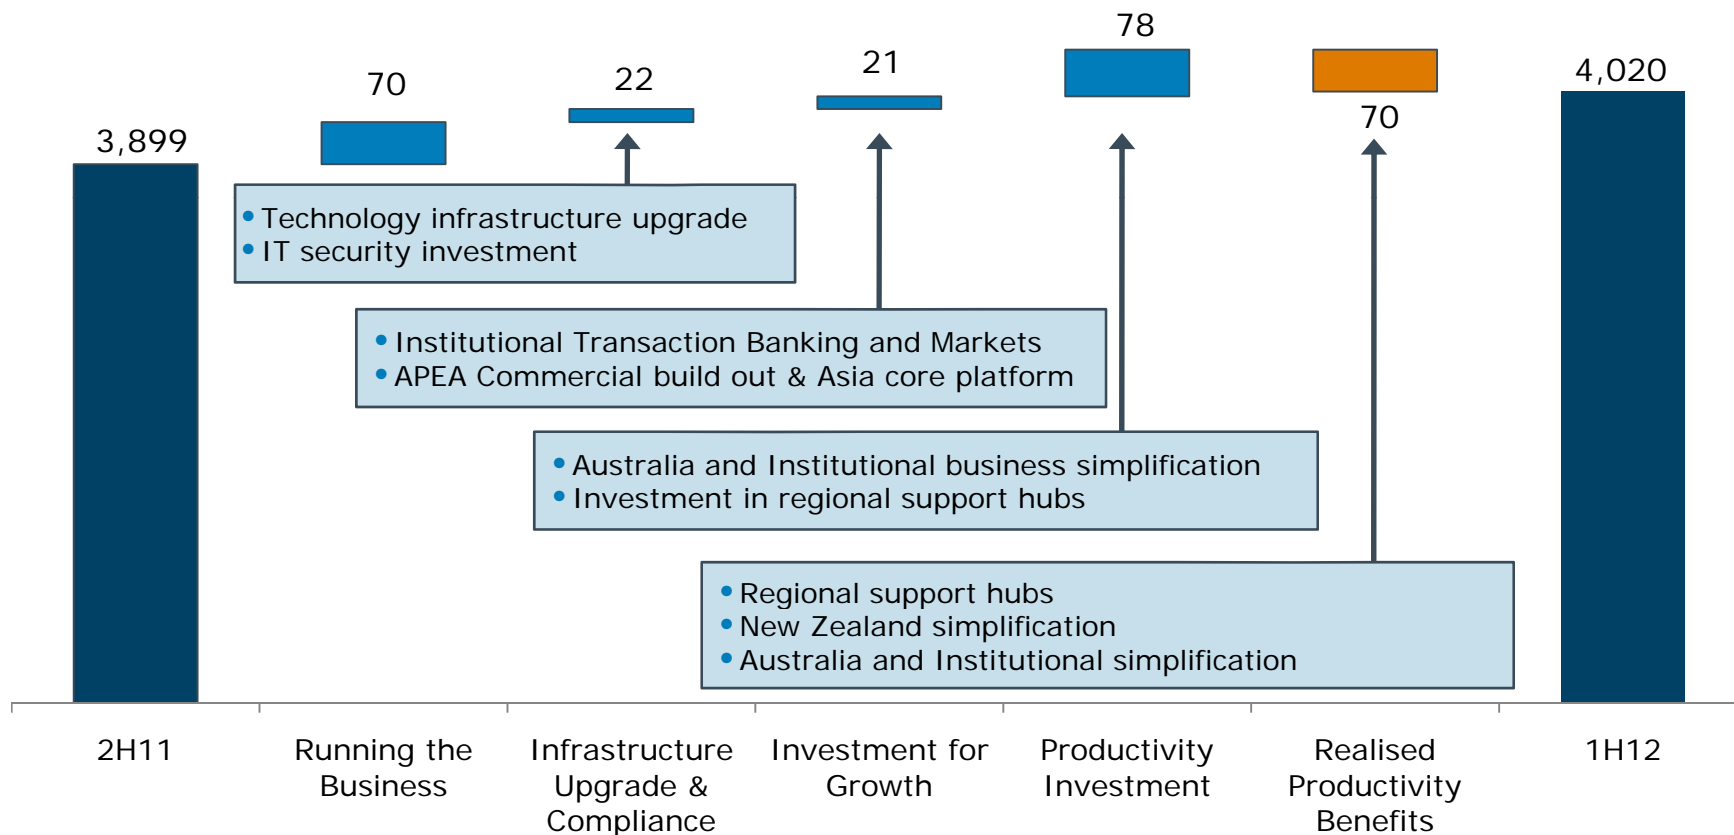 78
70
22
21
4,020
3,899
70
• Technology infrastructure upgrade
• IT security investment
• Institutional Transaction Banking and Markets
• APEA Commercial build out & Asia core platform
• Australia and Institutional business simplification
• Investment in regional support hubs
• Regional support hubs
• New Zealand simplification
• Australia and Institutional simplification
2H11
Running the
Business
Infrastructure
Upgrade &
Compliance
Investment for
Growth
Productivity
Investment
Realised
Productivity
Benefits
1H12